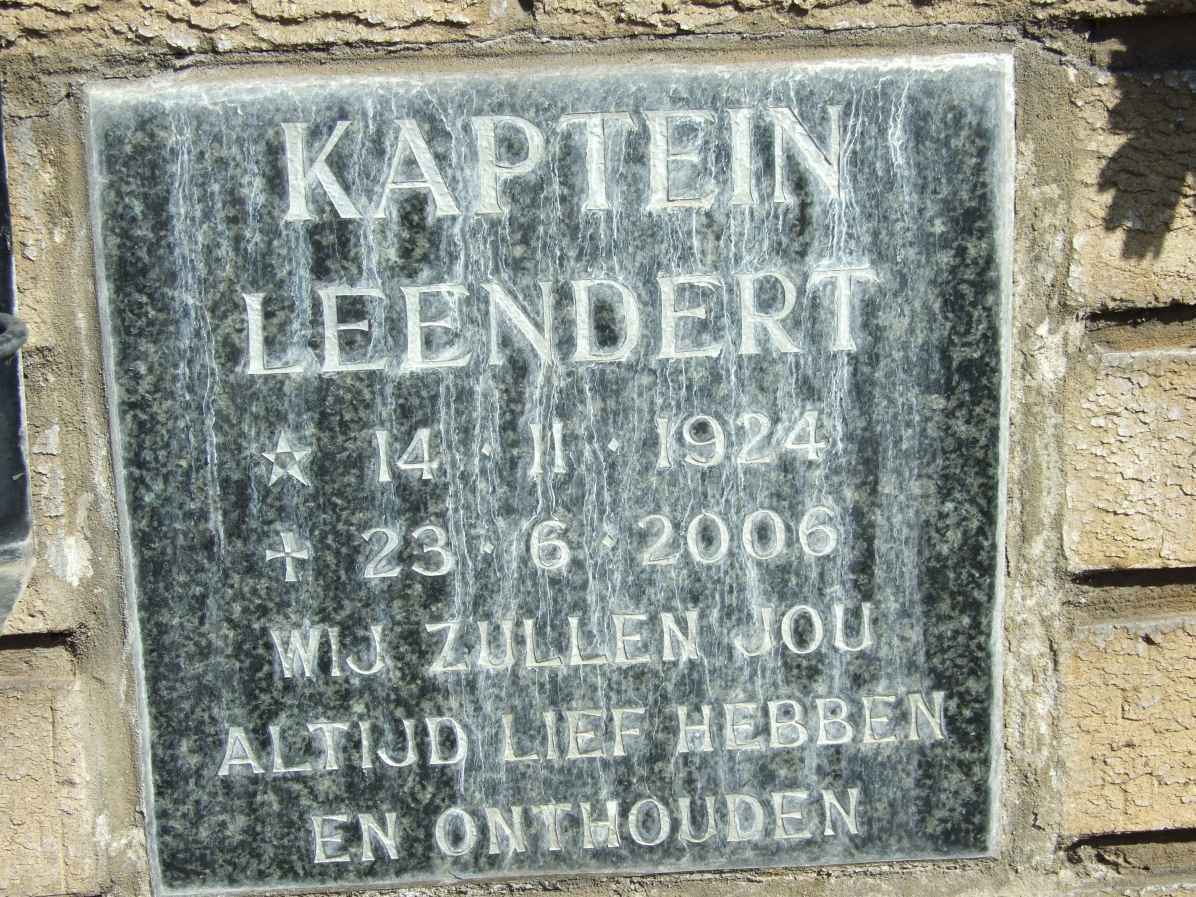 KAPTEIN
LEENDERT
★ 14 · 11 · 1924
✝ 23 · 6 · 2006
WIJ ZULLEN JOU
ALTIJD LIEF HEBBEN
EN ONTHOUDEN